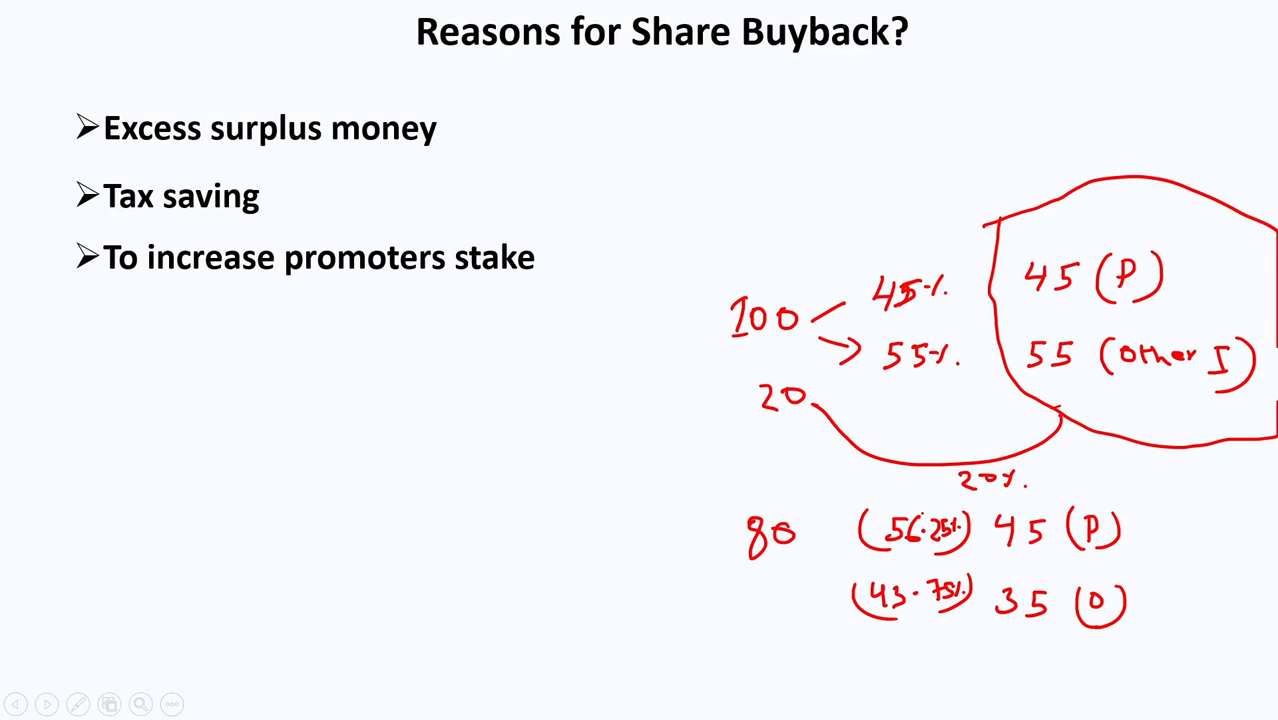 Reasons for Share Buyback?
➢Excess surplus money
➢Tax saving
➢To increase promoters stake
100 45%. 45 (P)
55%. 55 (Other I)
20
20%.
80 (56.25%.) 45 (P)
(43.75%.) 35 (O)